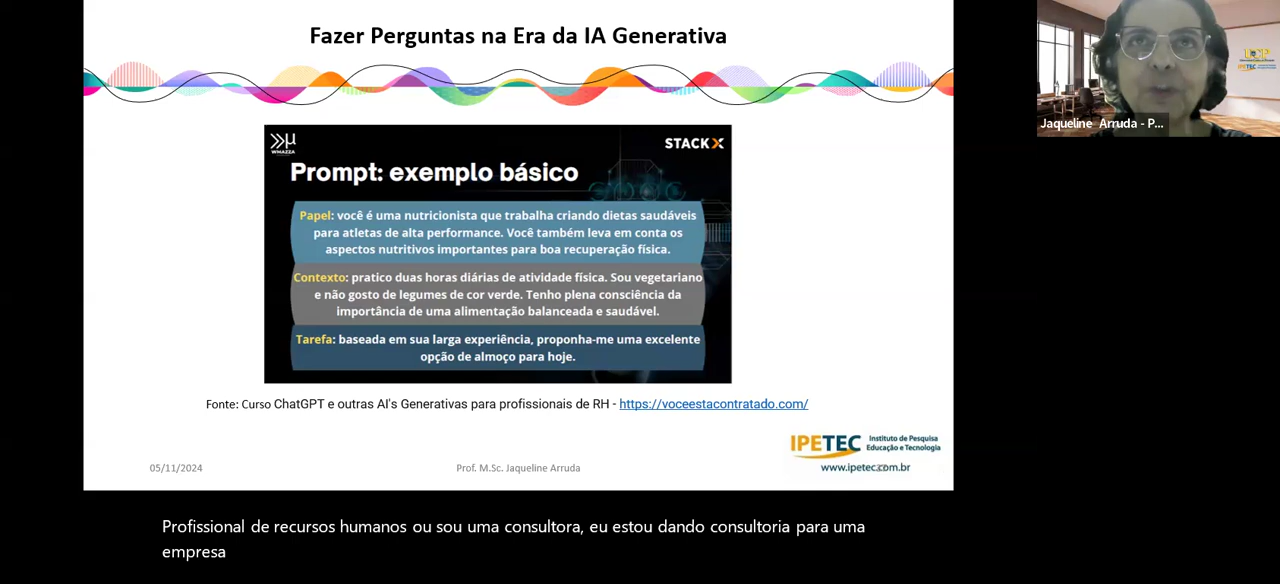 Fazer Perguntas na Era da IA Generativa
WHAZZA
STACKX
Prompt: exemplo básico
Papel: você é uma nutricionista que trabalha criando dietas saudáveis
para atletas de alta performance. Você também leva em conta os
aspectos nutritivos importantes para boa recuperação física.
Contexto: pratico duas horas diárias de atividade física. Sou vegetariano
e não gosto de legumes de cor verde. Tenho plena consciência da
importância de uma alimentação balanceada e saudável.
Tarefa: baseada em sua larga experiência, proponha-me uma excelente
opção de almoço para hoje.
Fonte: Curso ChatGPT e outras AI's Generativas para profissionais de RH - https://voceestacontratado.com/
IPETEC Instituto de Pesquisa
Educação e Tecnologia
www.ipetec.com.br
05/11/2024
Prof. M.Sc. Jaqueline Arruda
UCP
IPETEC
Jaqueline Arruda - P...
Profissional de recursos humanos ou sou uma consultora, eu estou dando consultoria para uma
empresa